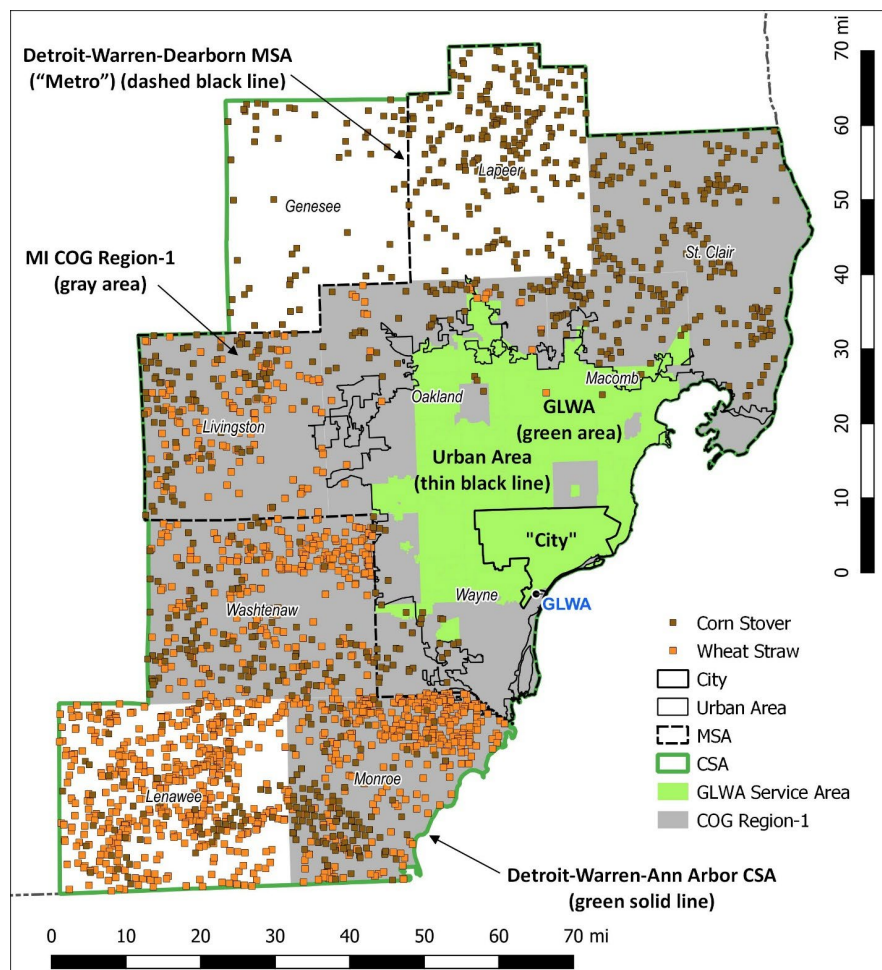 Detroit-Warren-Dearborn MSA
(“Metro”) (dashed black line)
70 mi
60
50
40
30
20
10
0
Lapeer
Genesee
St. Clair
MI COG Region-1
(gray area)
Macomb
Oakland
GLWA
(green area)
Livingston
Urban Area
(thin black line)
"City"
Wayne
GLWA
Washtenaw
Corn Stover
Wheat Straw
City
Urban Area
MSA
CSA
GLWA Service Area
COG Region-1
Monroe
Lenawee
Detroit-Warren-Ann Arbor CSA
(green solid line)
0 10 20 30 40 50 60 70 mi